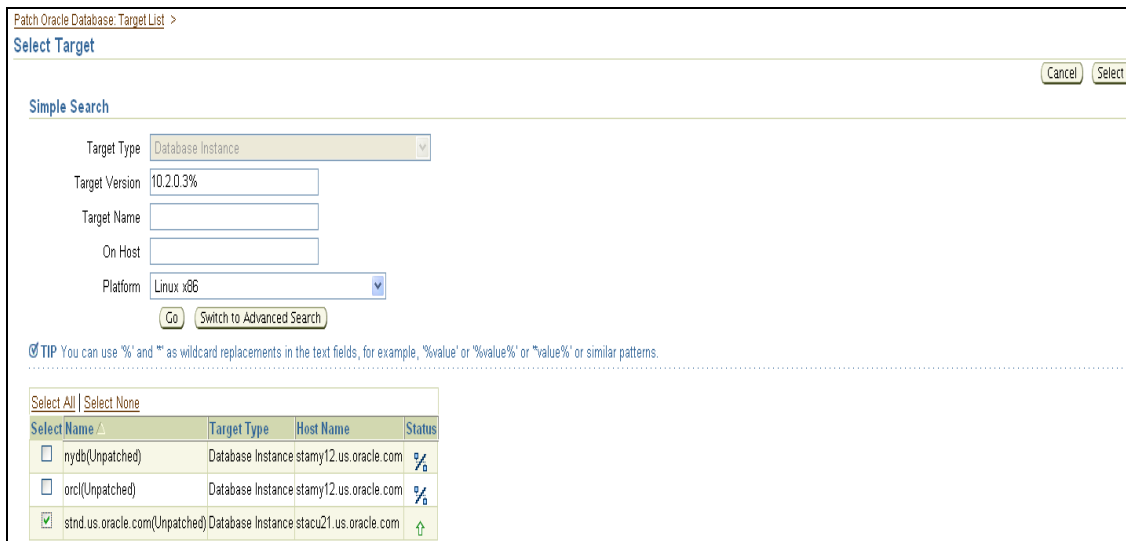 Patch Oracle Database: Target List >
Select Target
Cancel Select
Simple Search
Target Type Database Instance
Target Version 10.2.0.3%
Target Name
On Host
Platform Linux x86
Go Switch to Advanced Search
TIP You can use '%' and '*' as wildcard replacements in the text fields, for example, '%value' or '%value%' or '*value%' or similar patterns.
Select All | Select None
Select Name Target Type Host Name Status
nydb(Unpatched) Database Instance stamy12.us.oracle.com
orcl(Unpatched) Database Instance stamy12.us.oracle.com
stnd.us.oracle.com(Unpatched) Database Instance stacu21.us.oracle.com